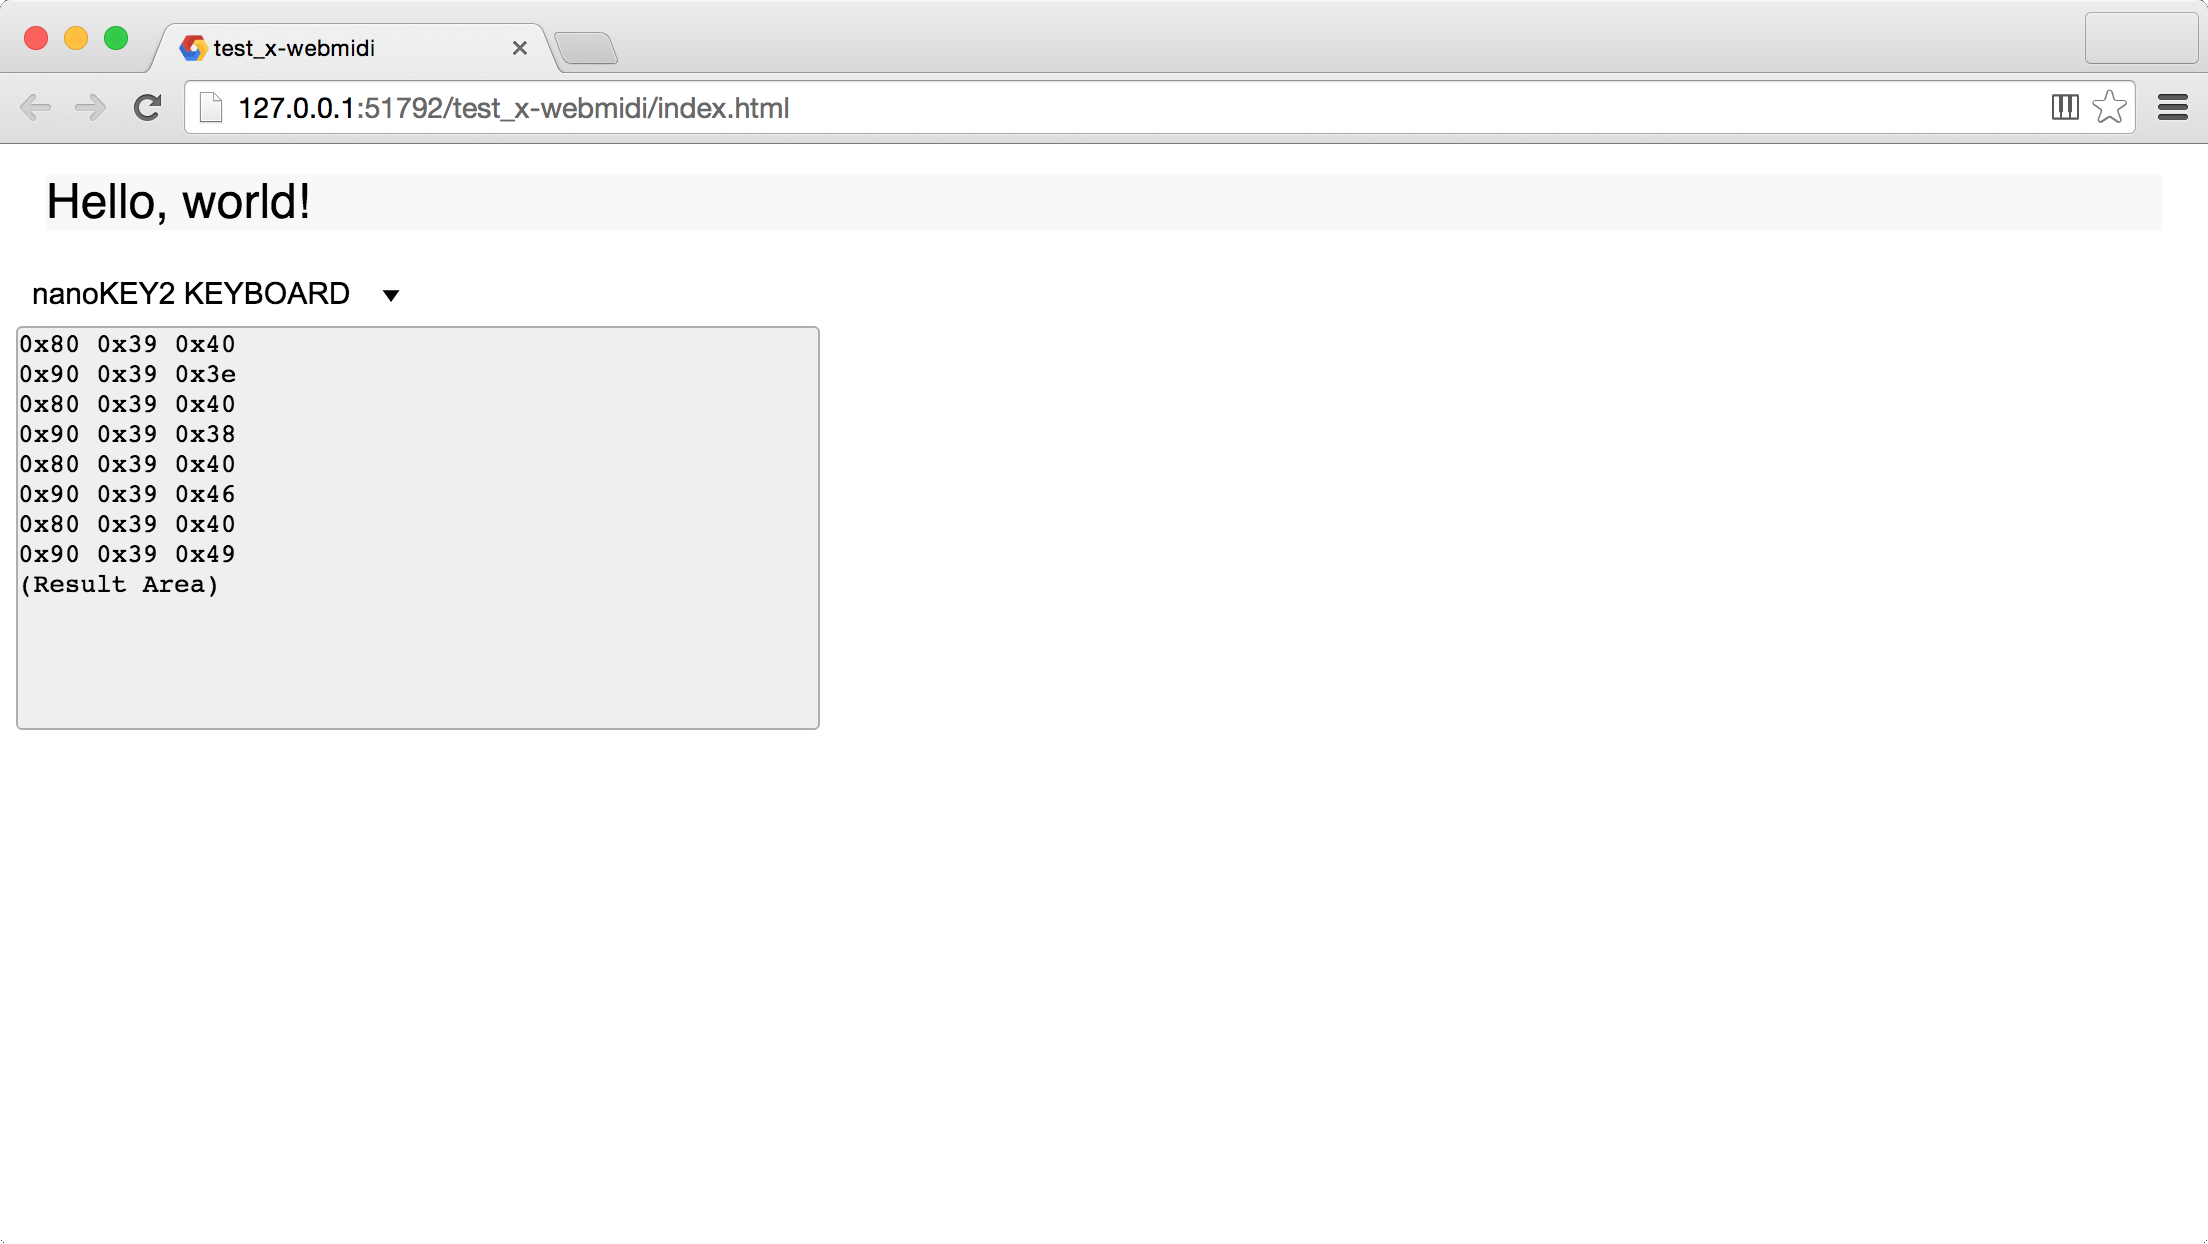 test_x-webmidi
127.0.0.1:51792/test_x-webmidi/index.html
Hello, world!
nanoKEY2 KEYBOARD
0x80 0x39 0x40
0x90 0x39 0x3e
0x80 0x39 0x40
0x90 0x39 0x38
0x80 0x39 0x40
0x90 0x39 0x46
0x80 0x39 0x40
0x90 0x39 0x49
(Result Area)